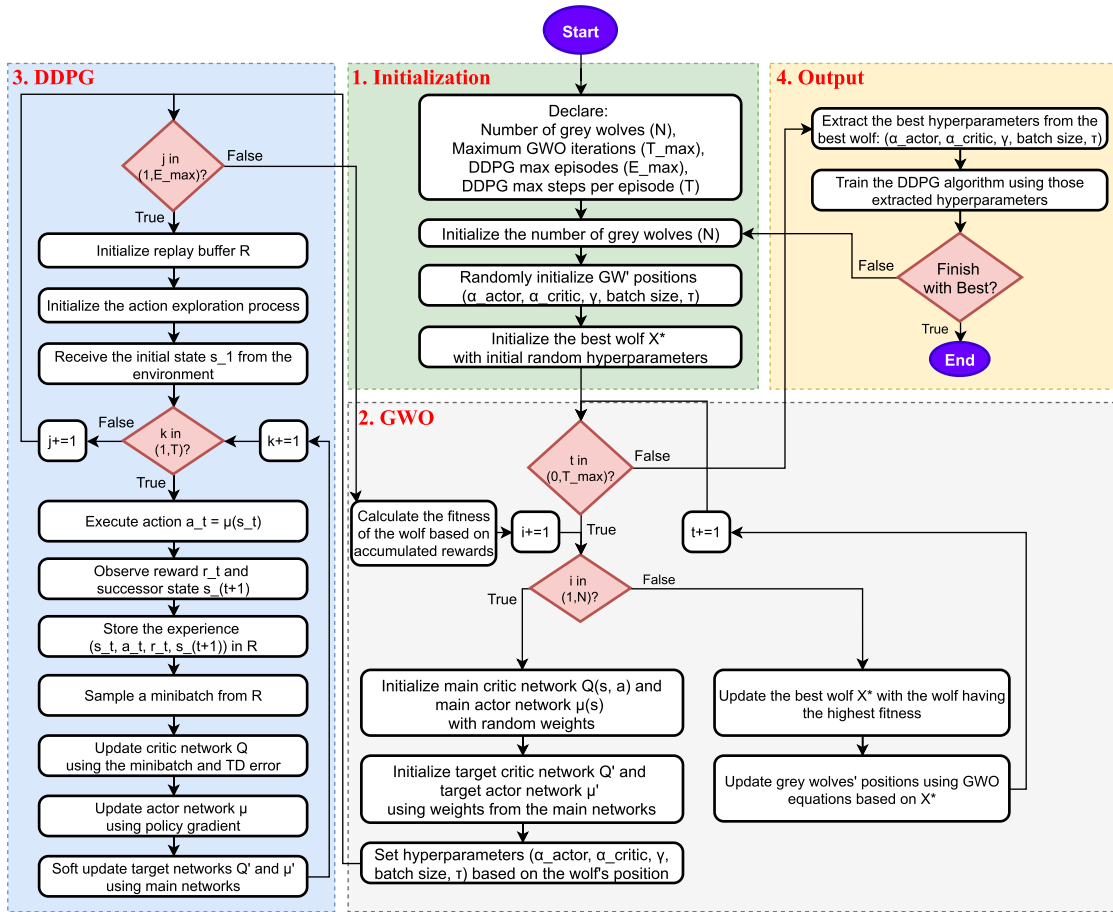 Start
1. Initialization
Declare:
Number of grey wolves (N),
Maximum GWO iterations (T_max),
DDPG max episodes (E_max),
DDPG max steps per episode (T)
Initialize the number of grey wolves (N)
Randomly initialize GW' positions
(α_actor, α_critic, γ, batch size, τ)
Initialize the best wolf X*
with initial random hyperparameters
2. GWO
t in
(0,T_max)?
False
True
Calculate the fitness
of the wolf based on
accumulated rewards
i+=1
t+=1
i in
(1,N)?
True
False
Initialize main critic network Q(s, a) and
main actor network μ(s)
with random weights
Initialize target critic network Q' and
target actor network μ'
using weights from the main networks
Set hyperparameters (α_actor, α_critic, γ,
batch size, τ) based on the wolf's position
Update the best wolf X* with the wolf having
the highest fitness
Update grey wolves' positions using GWO
equations based on X*
3. DDPG
j in
(1,E_max)?
False
True
Initialize replay buffer R
Initialize the action exploration process
Receive the initial state s_1 from the
environment
k in
(1,T)?
False
j+=1
k+=1
True
Execute action a_t = μ(s_t)
Observe reward r_t and
successor state s_(t+1)
Store the experience
(s_t, a_t, r_t, s_(t+1)) in R
Sample a minibatch from R
Update critic network Q
using the minibatch and TD error
Update actor network μ
using policy gradient
Soft update target networks Q' and μ'
using main networks
4. Output
Extract the best hyperparameters from the
best wolf: (α_actor, α_critic, γ, batch size, τ)
Train the DDPG algorithm using those
extracted hyperparameters
Finish
with Best?
False
True
End